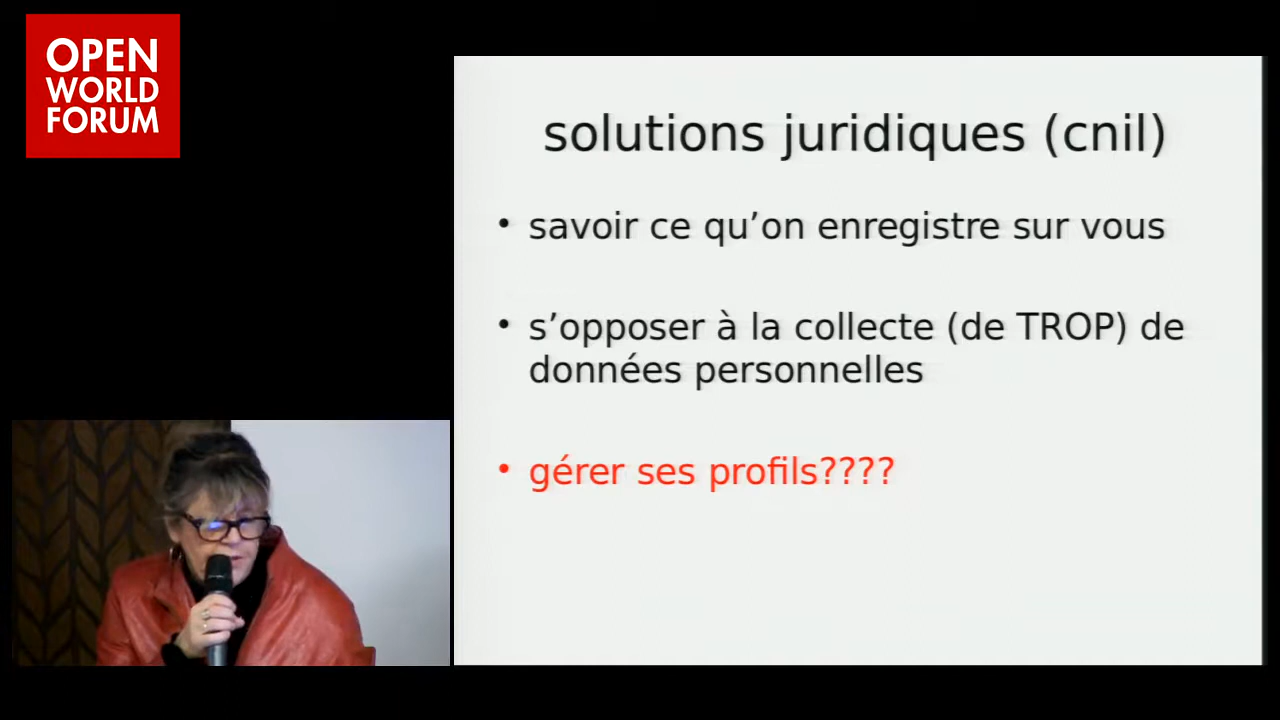 OPEN
WORLD
FORUM
solutions juridiques (cnil)
• savoir ce qu’on enregistre sur vous
• s’opposer à la collecte (de TROP) de
données personnelles
• gérer ses profils????